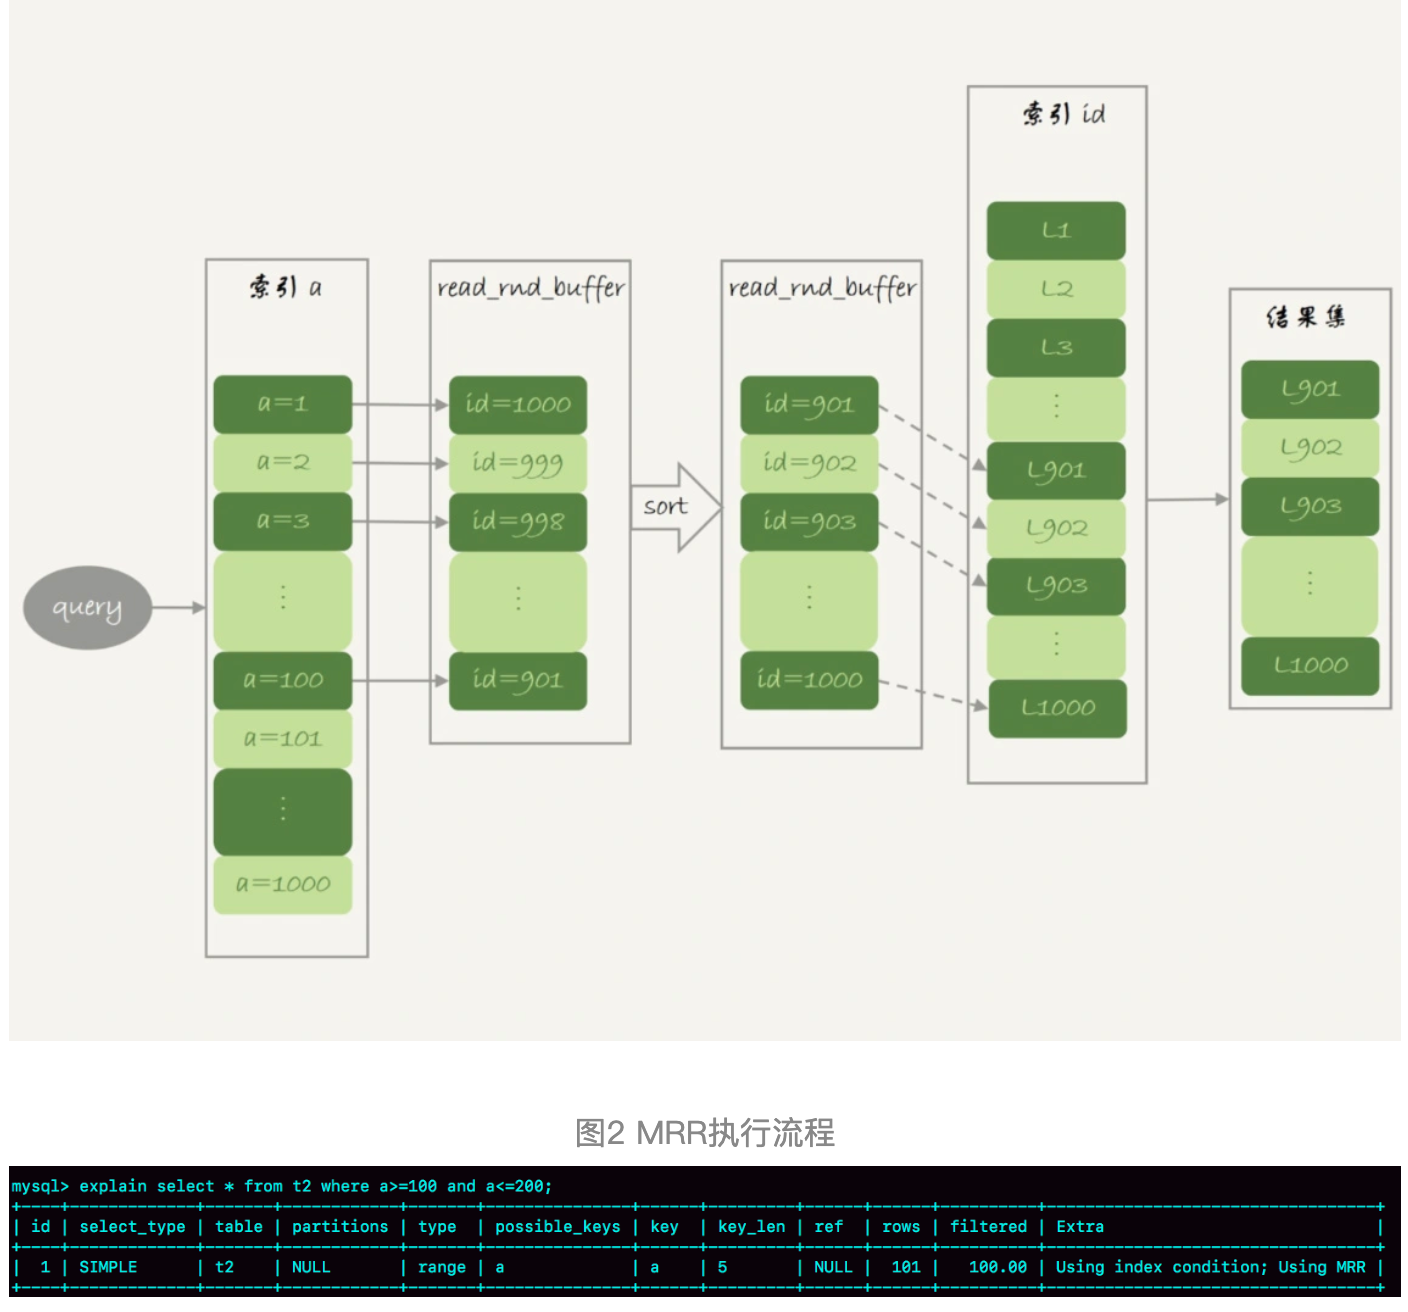 query
索引 a
a=1
a=2
a=3
⋮
a=100
a=101
⋮
a=1000
read_rnd_buffer
id=1000
id=999
id=998
⋮
id=901
sort
read_rnd_buffer
id=901
id=902
id=903
⋮
id=1000
索引 id
L1
L2
L3
⋮
L901
L902
L903
⋮
L1000
结果集
L901
L902
L903
⋮
L1000
图2 MRR执行流程
mysql> explain select * from t2 where a>=100 and a<=200;
| id | select_type | table | partitions | type | possible_keys | key | key_len | ref | rows | filtered | Extra |
| 1 | SIMPLE | t2 | NULL | range | a | a | 5 | NULL | 101 | 100.00 | Using index condition; Using MRR |